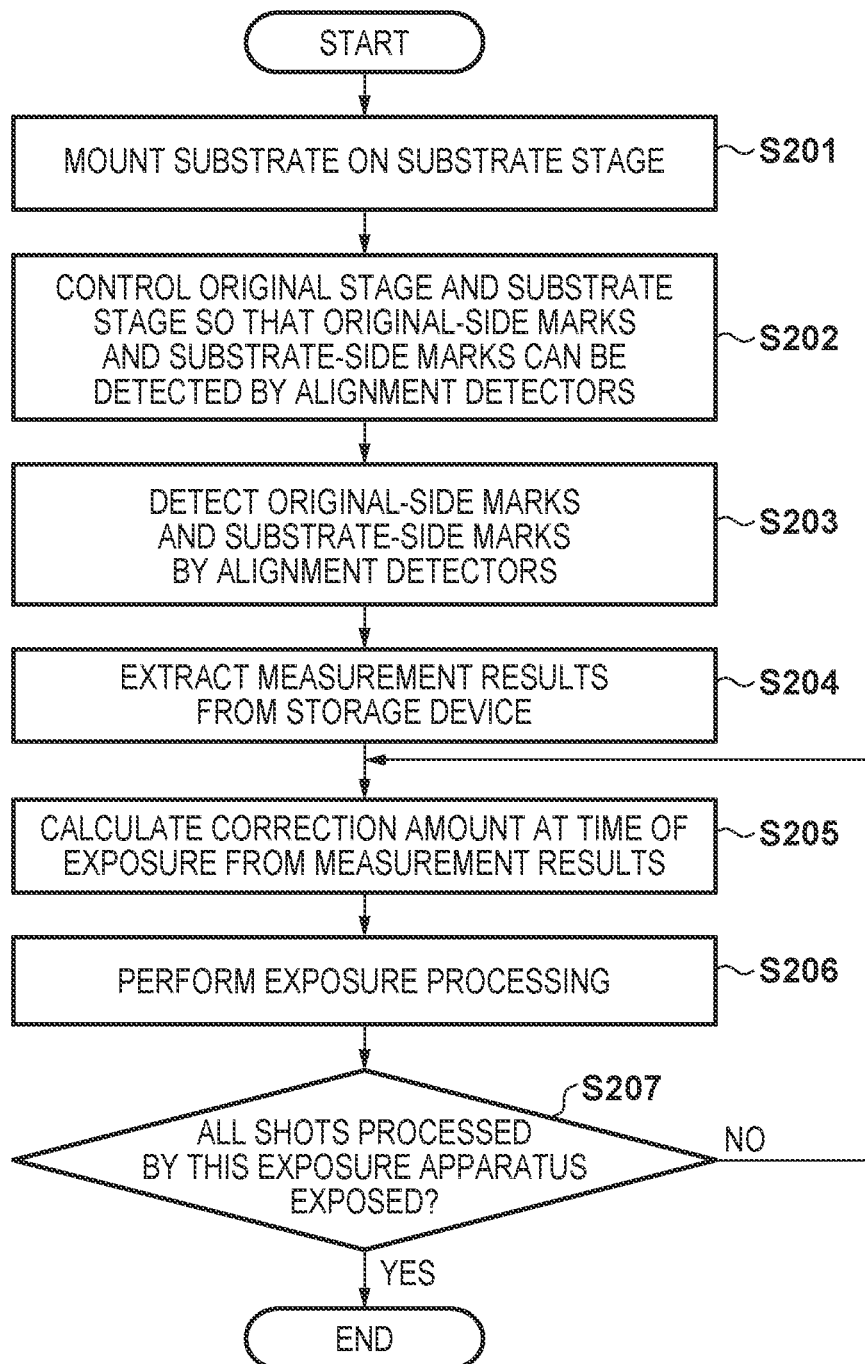 START
MOUNT SUBSTRATE ON SUBSTRATE STAGE
S201
CONTROL ORIGINAL STAGE AND SUBSTRATE
STAGE SO THAT ORIGINAL-SIDE MARKS
AND SUBSTRATE-SIDE MARKS CAN BE
DETECTED BY ALIGNMENT DETECTORS
S202
DETECT ORIGINAL-SIDE MARKS
AND SUBSTRATE-SIDE MARKS
BY ALIGNMENT DETECTORS
S203
EXTRACT MEASUREMENT RESULTS
FROM STORAGE DEVICE
S204
CALCULATE CORRECTION AMOUNT AT TIME OF
EXPOSURE FROM MEASUREMENT RESULTS
S205
PERFORM EXPOSURE PROCESSING
S206
S207
ALL SHOTS PROCESSED
BY THIS EXPOSURE APPARATUS
EXPOSED?
NO
YES
END